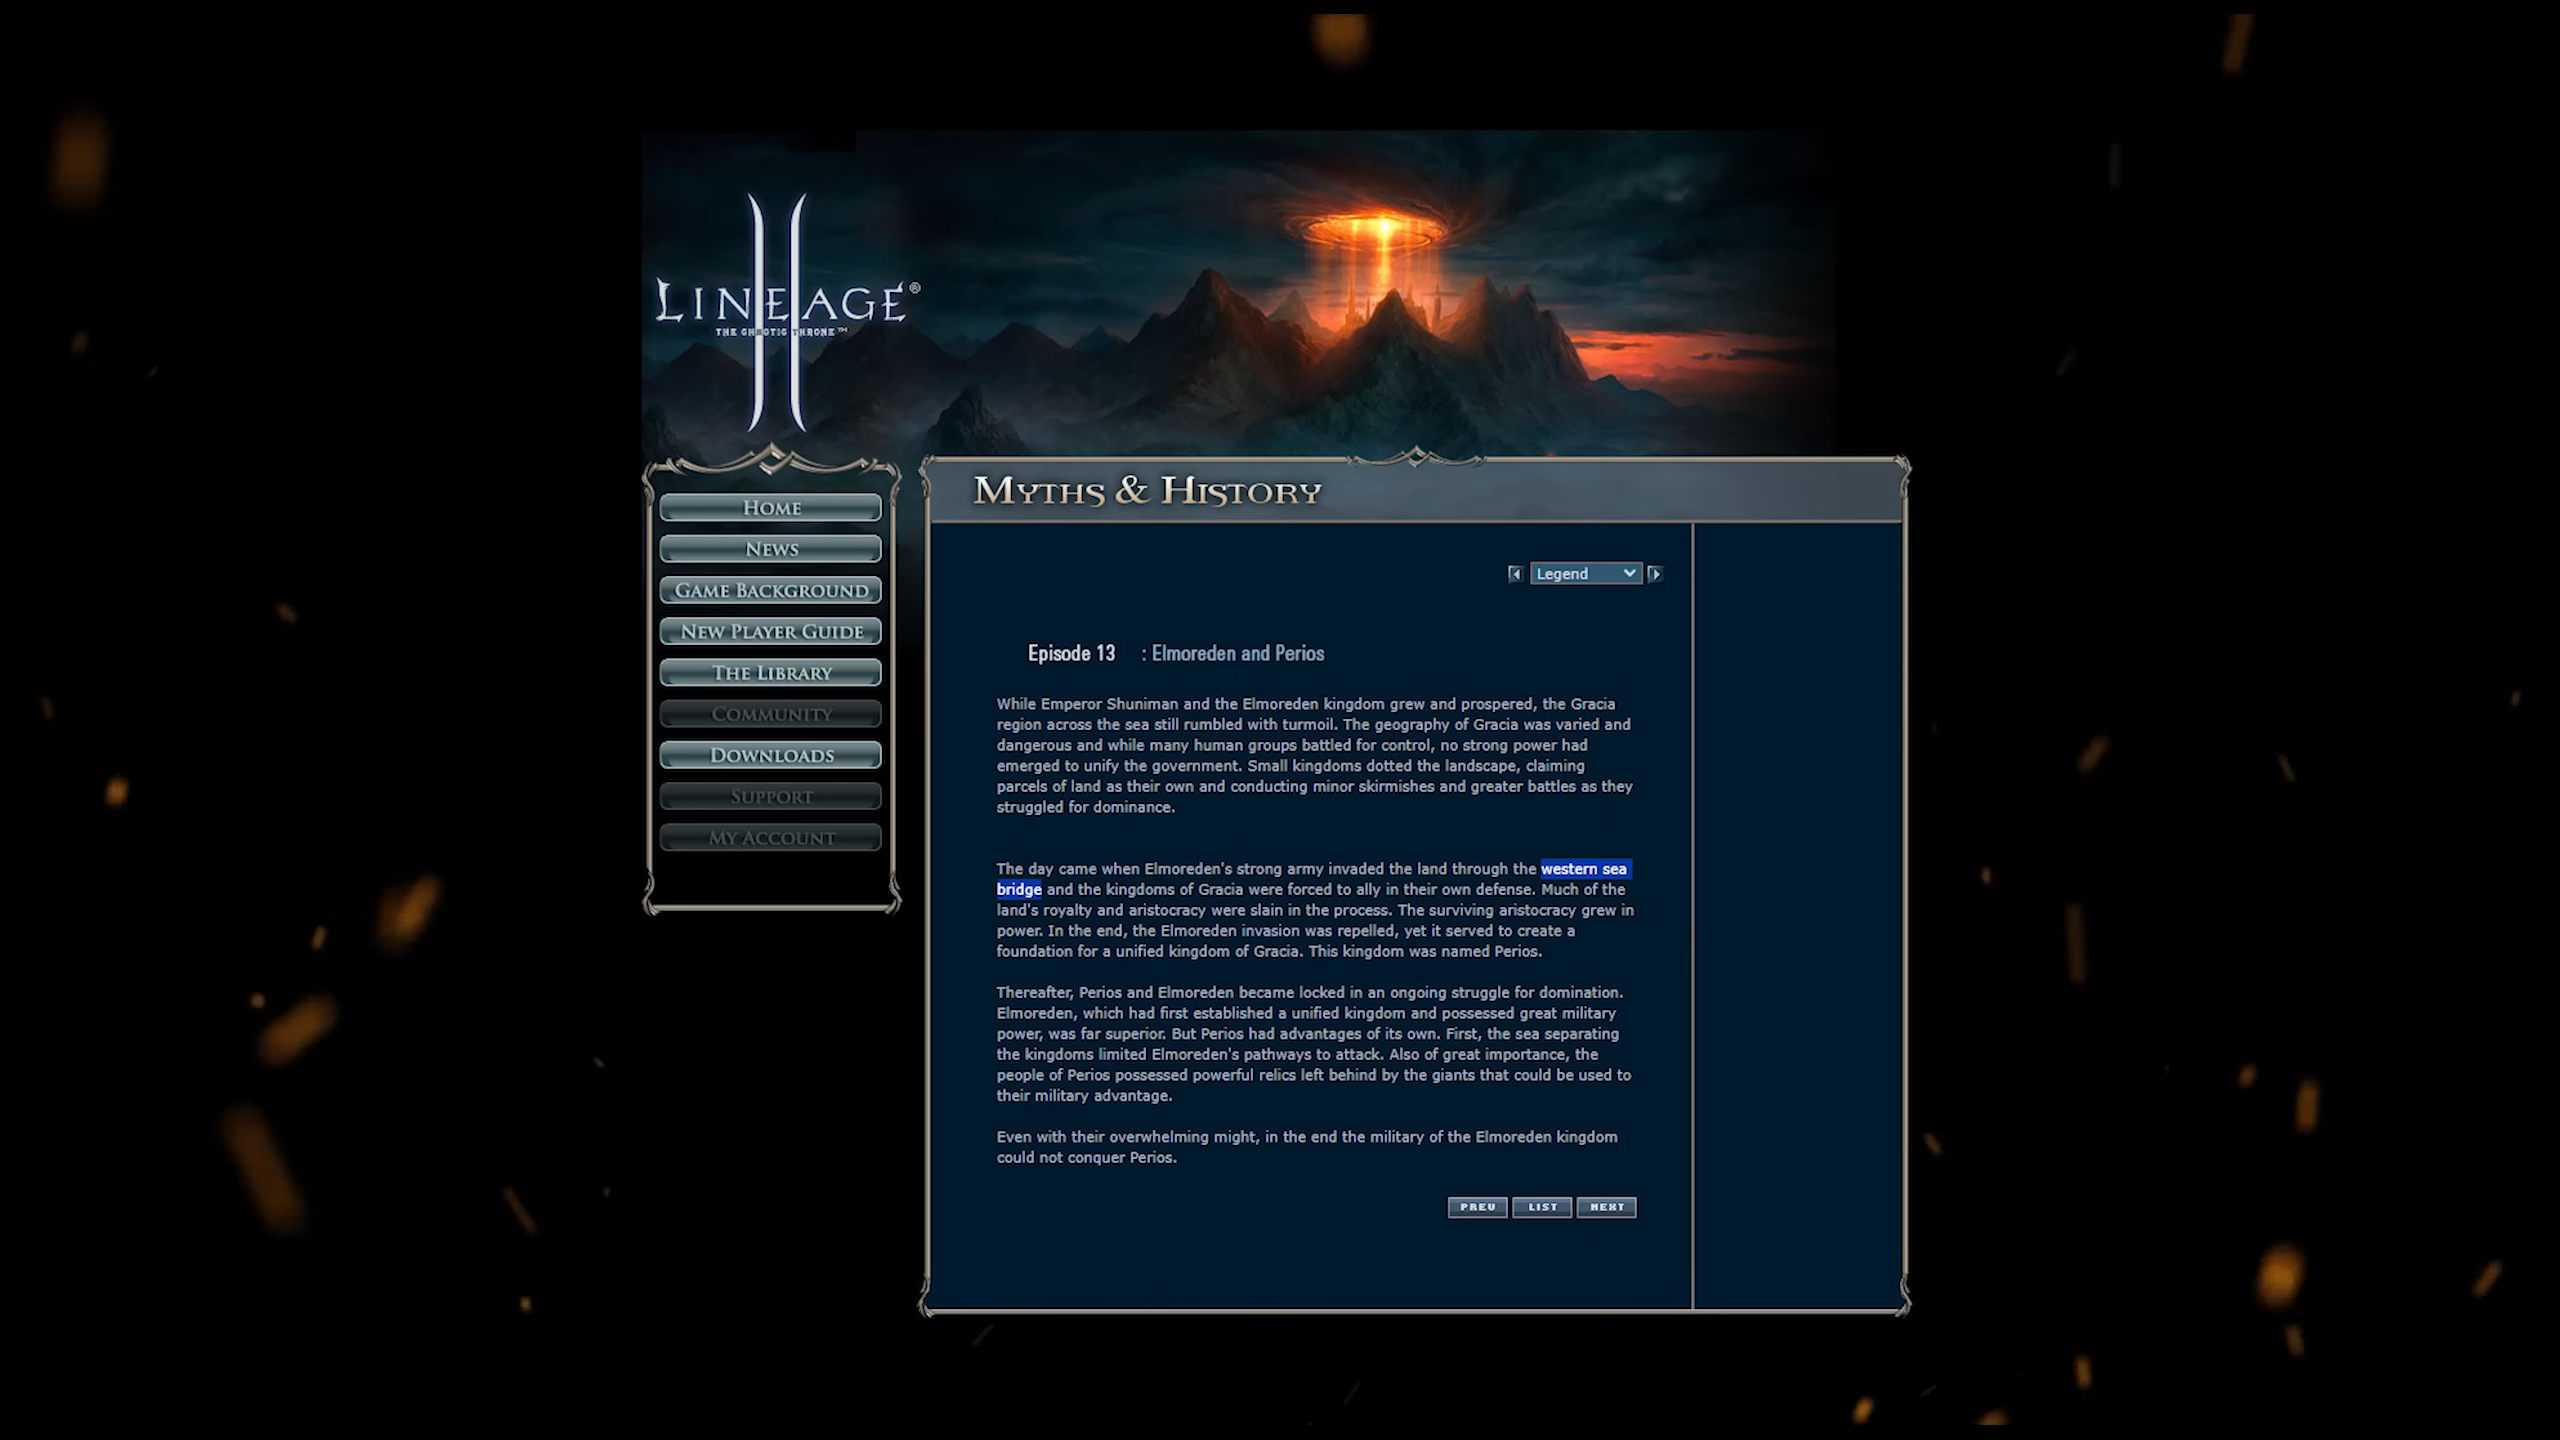 LINEAGE®
II
THE CHAOTIC THRONE™
HOME
NEWS
GAME BACKGROUND
NEW PLAYER GUIDE
THE LIBRARY
COMMUNITY
DOWNLOADS
SUPPORT
MY ACCOUNT
MYTHS & HISTORY
Legend
Episode 13 : Elmoreden and Perios
While Emperor Shuniman and the Elmoreden kingdom grew and prospered, the Gracia
region across the sea still rumbled with turmoil. The geography of Gracia was varied and
dangerous and while many human groups battled for control, no strong power had
emerged to unify the government. Small kingdoms dotted the landscape, claiming
parcels of land as their own and conducting minor skirmishes and greater battles as they
struggled for dominance.
The day came when Elmoreden's strong army invaded the land through the western sea
bridge and the kingdoms of Gracia were forced to ally in their own defense. Much of the
land's royalty and aristocracy were slain in the process. The surviving aristocracy grew in
power. In the end, the Elmoreden invasion was repelled, yet it served to create a
foundation for a unified kingdom of Gracia. This kingdom was named Perios.
Thereafter, Perios and Elmoreden became locked in an ongoing struggle for domination.
Elmoreden, which had first established a unified kingdom and possessed great military
power, was far superior. But Perios had advantages of its own. First, the sea separating
the kingdoms limited Elmoreden's pathways to attack. Also of great importance, the
people of Perios possessed powerful relics left behind by the giants that could be used to
their military advantage.
Even with their overwhelming might, in the end the military of the Elmoreden kingdom
could not conquer Perios.
PREV LIST NEXT